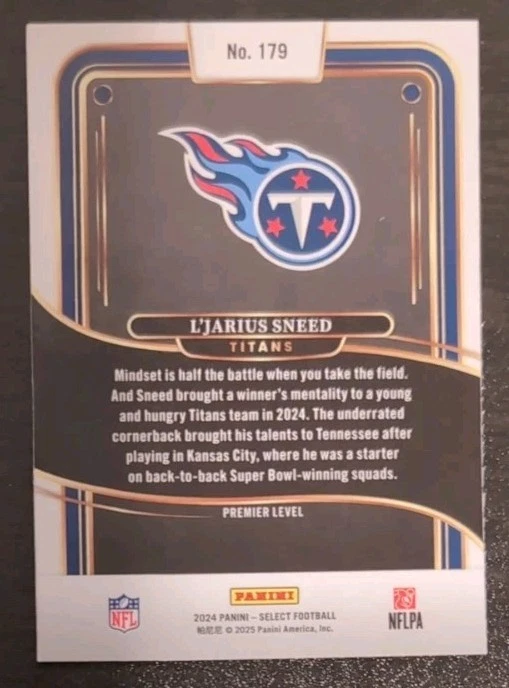 No. 179
T
L'JARIUS SNEED
TITANS
Mindset is half the battle when you take the field.
And Sneed brought a winner's mentality to a young
and hungry Titans team in 2024. The underrated
cornerback brought his talents to Tennessee after
playing in Kansas City, where he was a starter
on back-to-back Super Bowl-winning squads.
PREMIER LEVEL
NFL
PANINI
2024 PANINI – SELECT FOOTBALL
帕尼尼 © 2025 Panini America, Inc.
NFLPA